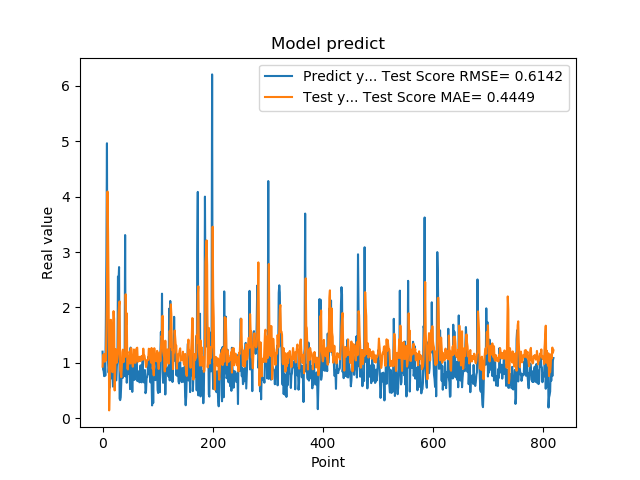 Model predict
Predict y... Test Score RMSE= 0.6142
Test y... Test Score MAE= 0.4449
Real value
6
5
4
3
2
1
0
0 200 400 600 800
Point